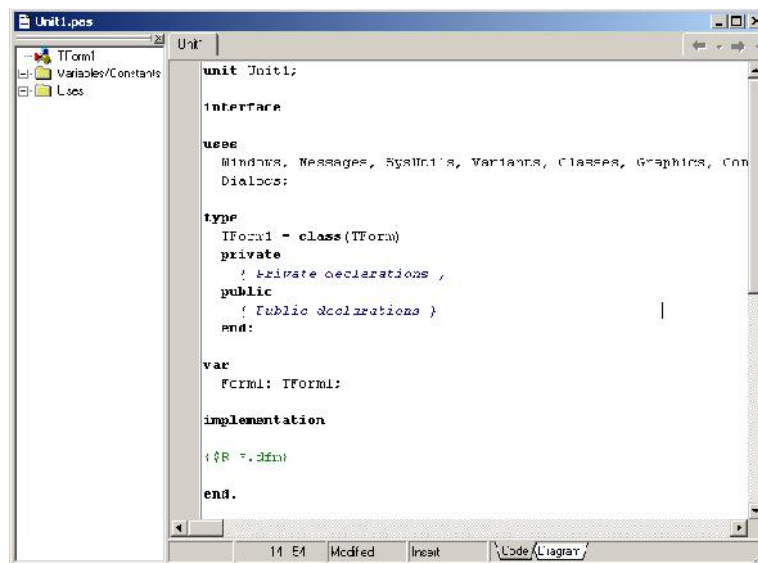 Unit1.pas
TForm1
Variables/Constants
Uses
Unit1
unit Unit1;
interface
uses
Windows, Messages, SysUtils, Variants, Classes, Graphics, Con
Dialogs;
type
TForm1 = class(TForm)
private
{ Private declarations }
public
{ Public declarations }
end;
var
Form1: TForm1;
implementation
{$R *.dfm}
end.
14: 54 Modified Insert Code Diagram